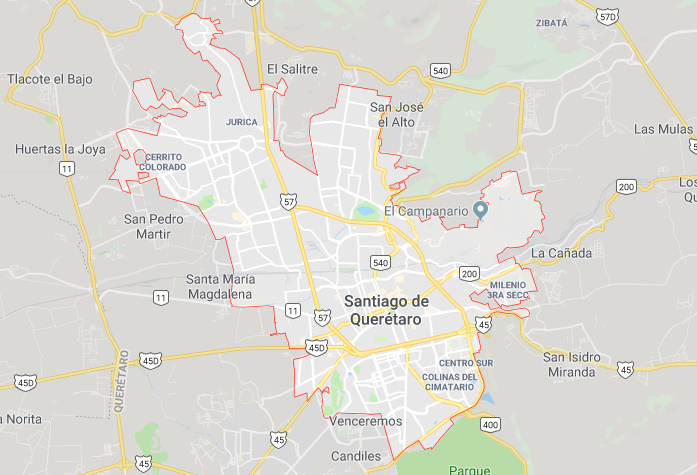 57D
ZIBATÁ
El Salitre
540
Tlacote el Bajo
San José
el Alto
JURICA
Las Mulas
Huertas la Joya
CERRITO
COLORADO
11
200
Los
57
El Campanario
San Pedro
Martir
La Cañada
540
200
Santa María
Magdalena
MILENIO
3RA SECC.
11
11
Santiago de
Querétaro
57
45
45D
45D
San Isidro
Miranda
CENTRO SUR
45
QUERÉTARO
COLINAS DEL
CIMATARIO
45D
a Norita
Venceremos
400
45
45
Candiles
45
Parque